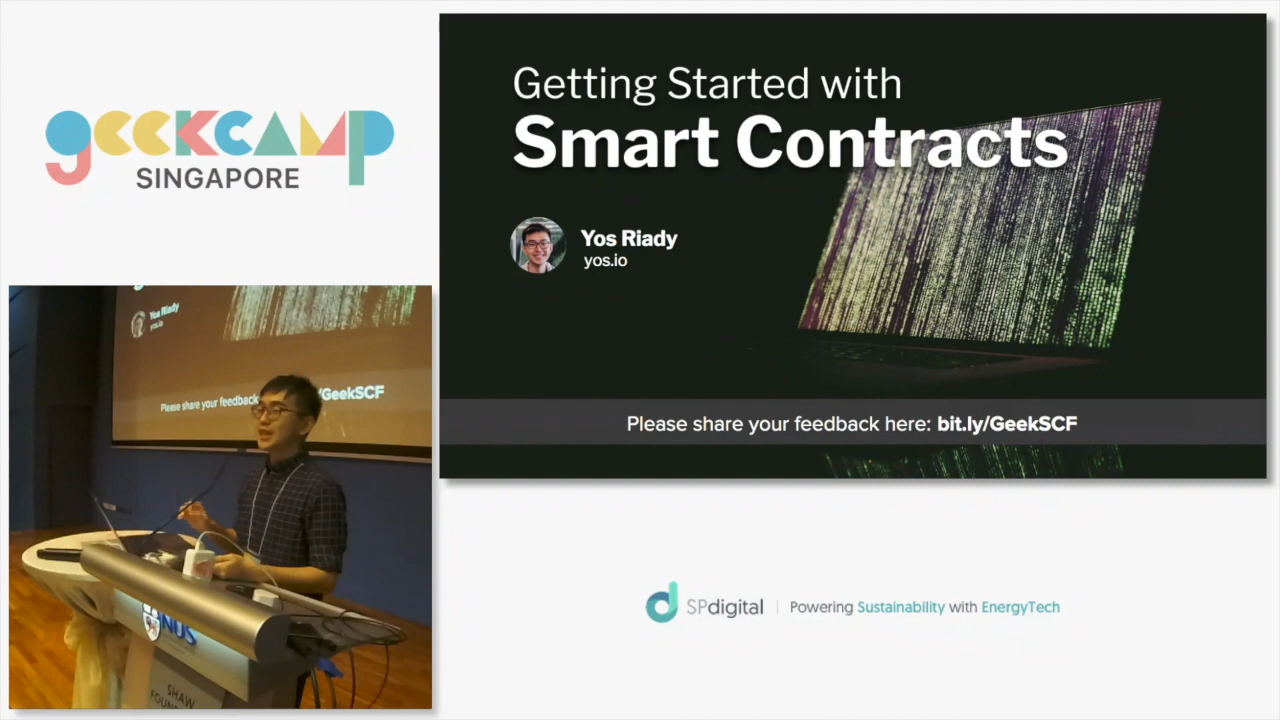 geekcamp
SINGAPORE
Getting Started with
Smart Contracts
Yos Riady
yos.io
Please share your feedback here: bit.ly/GeekSCF
Yos Riady
yos.io
Please share your feedback
/GeekSCF
NUS
SHAW
SPdigital | Powering Sustainability with EnergyTech